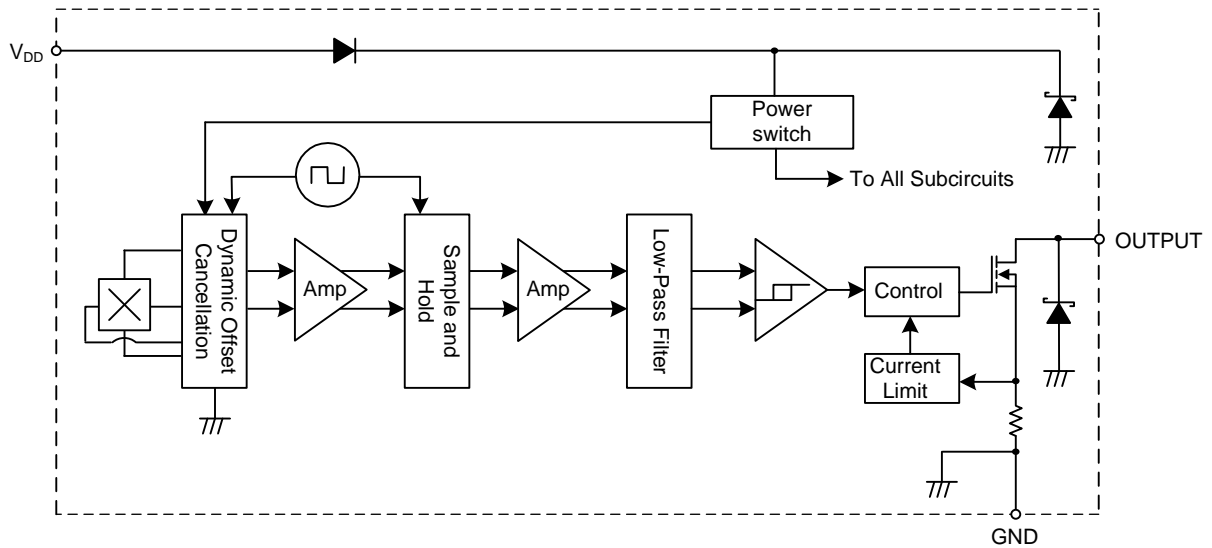 V_DD
Power
switch
To All Subcircuits
Dynamic Offset
Cancellation
Amp
Sample and
Hold
Amp
Low-Pass Filter
Control
Current
Limit
OUTPUT
GND